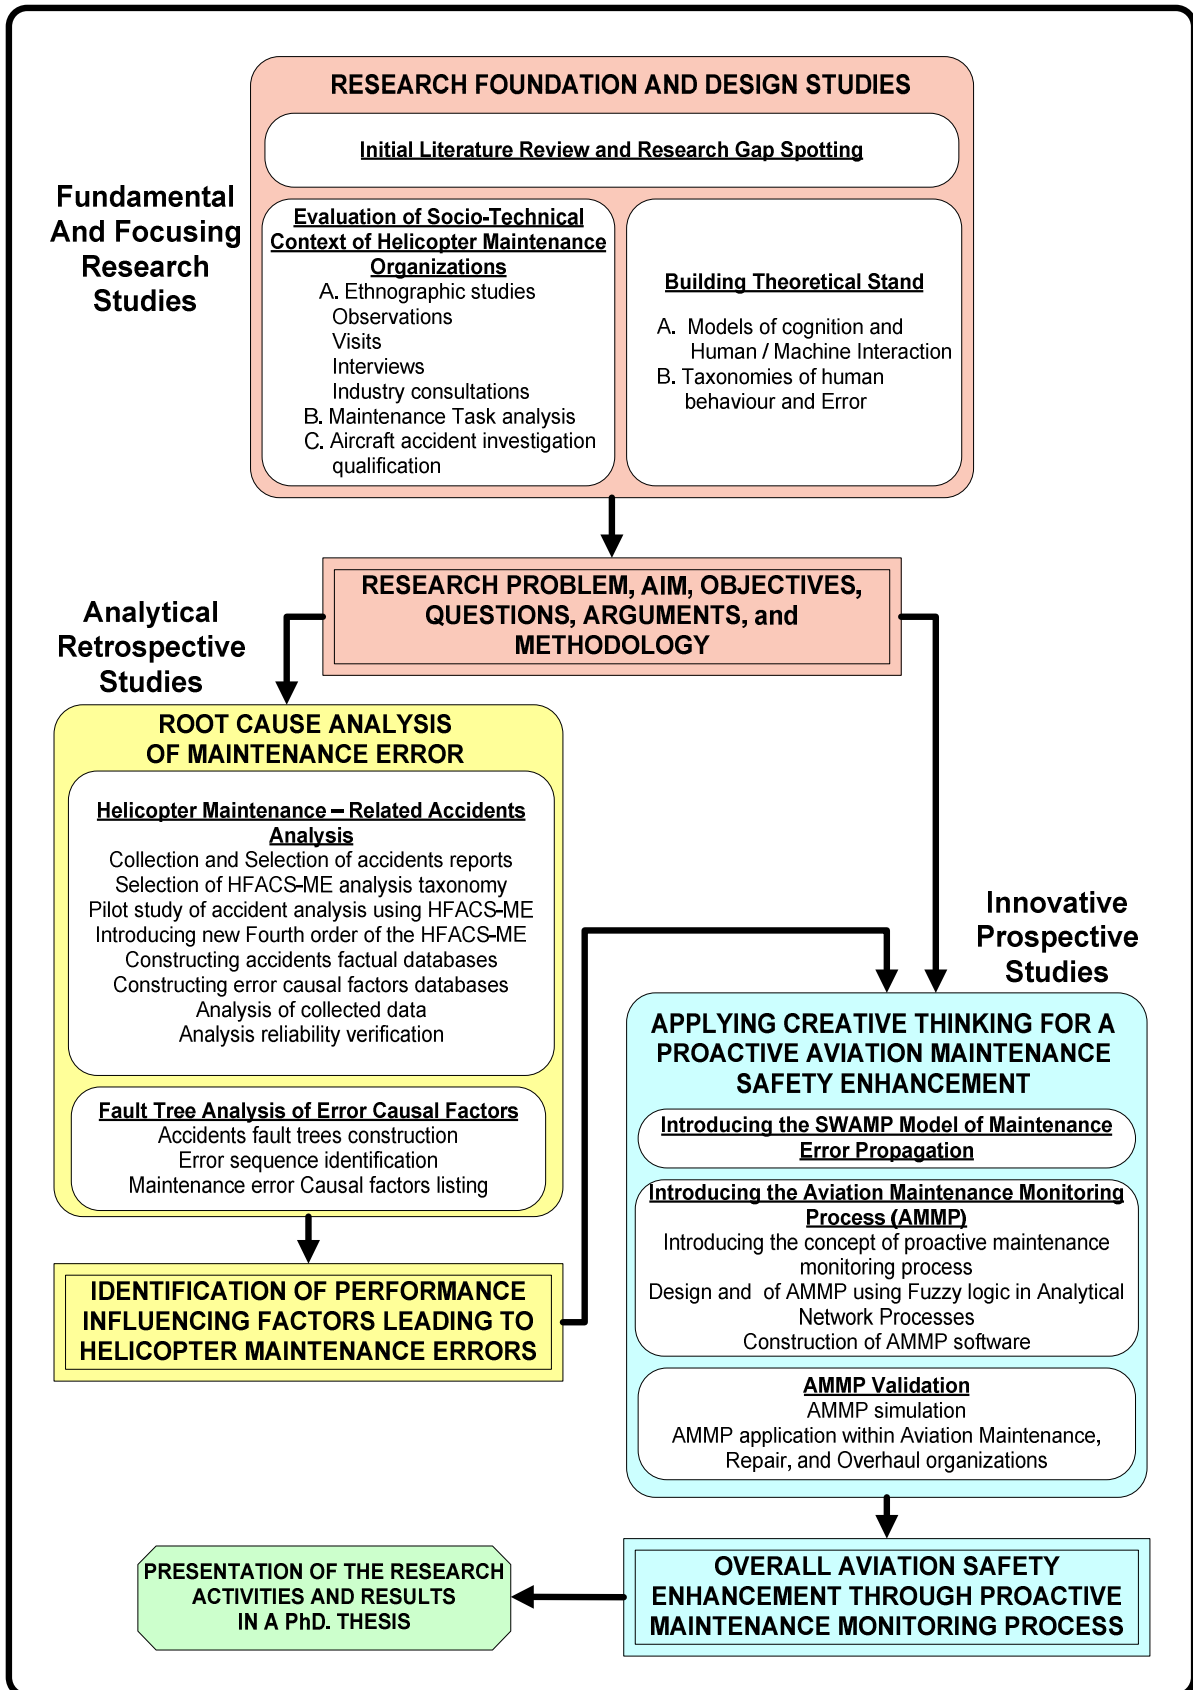 RESEARCH FOUNDATION AND DESIGN STUDIES
Initial Literature Review and Research Gap Spotting
Fundamental
And Focusing
Research
Studies
Evaluation of Socio-Technical
Context of Helicopter Maintenance
Organizations
A. Ethnographic studies
Observations
Visits
Interviews
Industry consultations
B. Maintenance Task analysis
C. Aircraft accident investigation
qualification
Building Theoretical Stand
A. Models of cognition and
Human / Machine Interaction
B. Taxonomies of human
behaviour and Error
RESEARCH PROBLEM, AIM, OBJECTIVES,
QUESTIONS, ARGUMENTS, and
METHODOLOGY
Analytical
Retrospective
Studies
ROOT CAUSE ANALYSIS
OF MAINTENANCE ERROR
Helicopter Maintenance – Related Accidents
Analysis
Collection and Selection of accidents reports
Selection of HFACS-ME analysis taxonomy
Pilot study of accident analysis using HFACS-ME
Introducing new Fourth order of the HFACS-ME
Constructing accidents factual databases
Constructing error causal factors databases
Analysis of collected data
Analysis reliability verification
Fault Tree Analysis of Error Causal Factors
Accidents fault trees construction
Error sequence identification
Maintenance error Causal factors listing
IDENTIFICATION OF PERFORMANCE
INFLUENCING FACTORS LEADING TO
HELICOPTER MAINTENANCE ERRORS
Innovative
Prospective
Studies
APPLYING CREATIVE THINKING FOR A
PROACTIVE AVIATION MAINTENANCE
SAFETY ENHANCEMENT
Introducing the SWAMP Model of Maintenance
Error Propagation
Introducing the Aviation Maintenance Monitoring
Process (AMMP)
Introducing the concept of proactive maintenance
monitoring process
Design and of AMMP using Fuzzy logic in Analytical
Network Processes
Construction of AMMP software
AMMP Validation
AMMP simulation
AMMP application within Aviation Maintenance,
Repair, and Overhaul organizations
OVERALL AVIATION SAFETY
ENHANCEMENT THROUGH PROACTIVE
MAINTENANCE MONITORING PROCESS
PRESENTATION OF THE RESEARCH
ACTIVITIES AND RESULTS
IN A PhD. THESIS